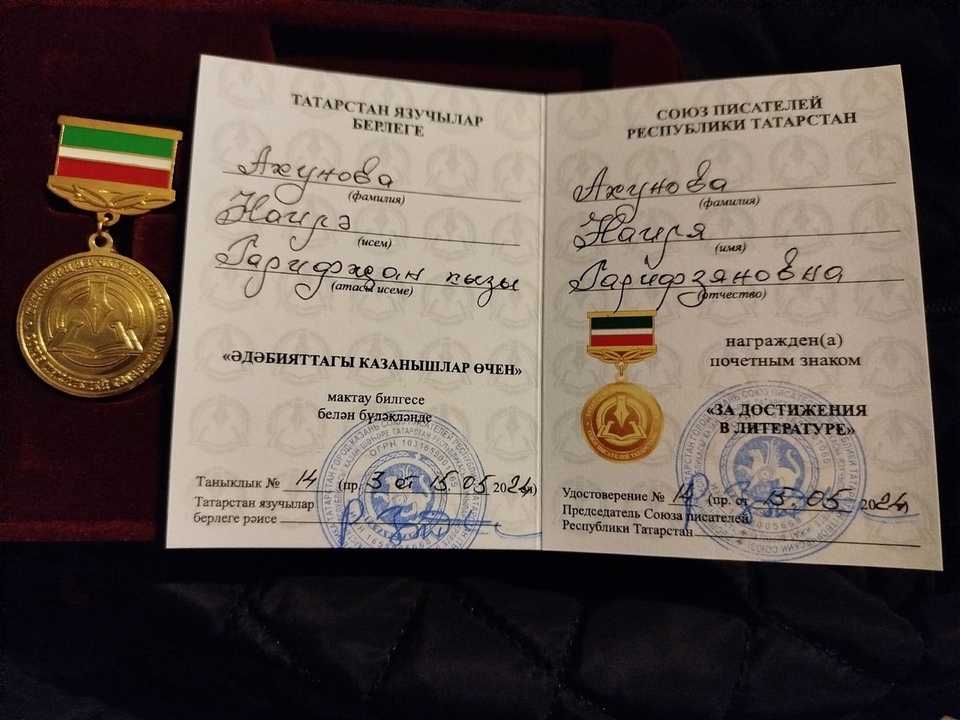 ТАТАРСТАН ЯЗУЧЫЛАР
БЕРЛЕГЕ
Ахунова
(фамилия)
Наирә
(исем)
Гарифҗан кызы
(атасы исеме)
«ӘДӘБИЯТТАГЫ КАЗАНЫШЛАР ӨЧЕН»
мактау билгесе
белән бүләкләнде
Таныклык № 14 (пр. 3 от 15.05 2024 ел)
Татарстан язучылар
берлеге рәисе
СОЮЗ ПИСАТЕЛЕЙ
РЕСПУБЛИКИ ТАТАРСТАН
Ахунова
(фамилия)
Наиря
(имя)
Гарифзяновна
(отчество)
награжден(а)
почетным знаком
«ЗА ДОСТИЖЕНИЯ
В ЛИТЕРАТУРЕ»
Удостоверение № 14 (пр. от 15.05 2024
Председатель Союза писателей
Республики Татарстан